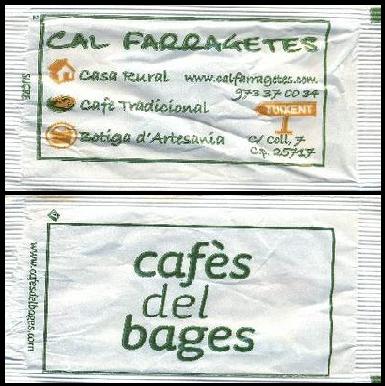 CAL FARRAGETES
Casa Rural www.calfarragetes.com
973 37 00 34
Cafè Tradicional
TUIXENT
Botiga d'Artesania c/ coll, 7
C.P. 25717
SUCRE
cafès
del
bages
www.cafesdelbages.com